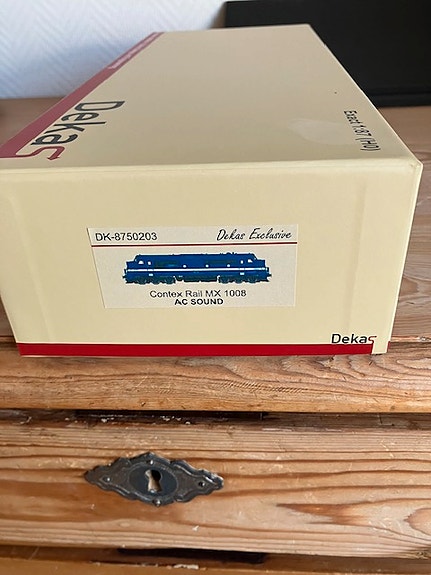 Dekas
Exact 1:87 (H0)
DK-8750203
Dekas Exclusive
Contex Rail MX 1008
AC SOUND
Dekas